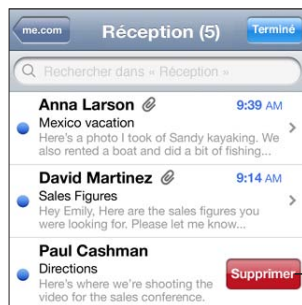 me.com
Réception (5)
Terminé
Rechercher dans « Réception »
Anna Larson
9:39 AM
Mexico vacation
Here's a photo I took of Sandy kayaking. We
also rented a boat and did a bit of fishing...
David Martinez
9:14 AM
Sales Figures
Hey Emily, Here are the sales figures you
were looking for. Please let me know...
Paul Cashman
Directions
Here's where we're shooting the
video for the sales conference.
Supprimer